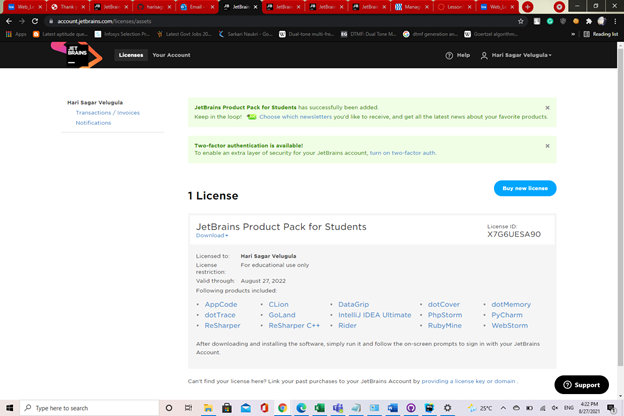 Web_L
Thank
JetBrai
harisag
Email -
JetBra
JetBra
JetBra
JetBra
Manag
Lesson
Web_L
account.jetbrains.com/licenses/assets
Apps
Latest aptitude que...
Infosys Selection Pr...
Latest Govt Jobs 20...
Sarkari Naukri - Go...
Dual-tone multi-fre...
DTMF: Dual Tone M...
dtmf generation an...
Goertzel algorithm...
»
Reading list
JET BRAINS
Licenses
Your Account
Help
Hari Sagar Velugula
Hari Sagar Velugula
Transactions / Invoices
Notifications
JetBrains Product Pack for Students has successfully been added.
Keep in the loop! Choose which newsletters you'd like to receive, and get all the latest news about your favorite products.
Two-factor authentication is available!
To enable an extra layer of security for your JetBrains account, turn on two-factor auth.
1 License
Buy new license
JetBrains Product Pack for Students
Download
License ID:
X7G6UESA90
Licensed to: Hari Sagar Velugula
License restriction: For educational use only
Valid through: August 27, 2022
Following products included:
• AppCode • CLion • DataGrip • dotCover • dotMemory
• dotTrace • GoLand • IntelliJ IDEA Ultimate • PhpStorm • PyCharm
• ReSharper • ReSharper C++ • Rider • RubyMine • WebStorm
After downloading and installing the software, simply run it and follow the on-screen prompts to sign in with your JetBrains
Account.
Can't find your license here? Link your past purchases to your JetBrains Account by providing a license key or domain .
Support
Type here to search
25°C
ENG
4:22 PM
8/27/2021